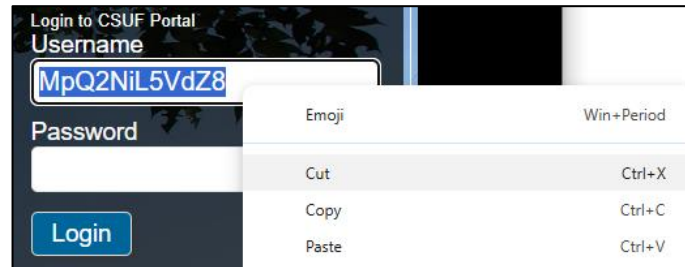 Login to CSUF Portal
Username
MpQ2NiL5VdZ8
Password
Login
Emoji Win+Period
Cut Ctrl+X
Copy Ctrl+C
Paste Ctrl+V